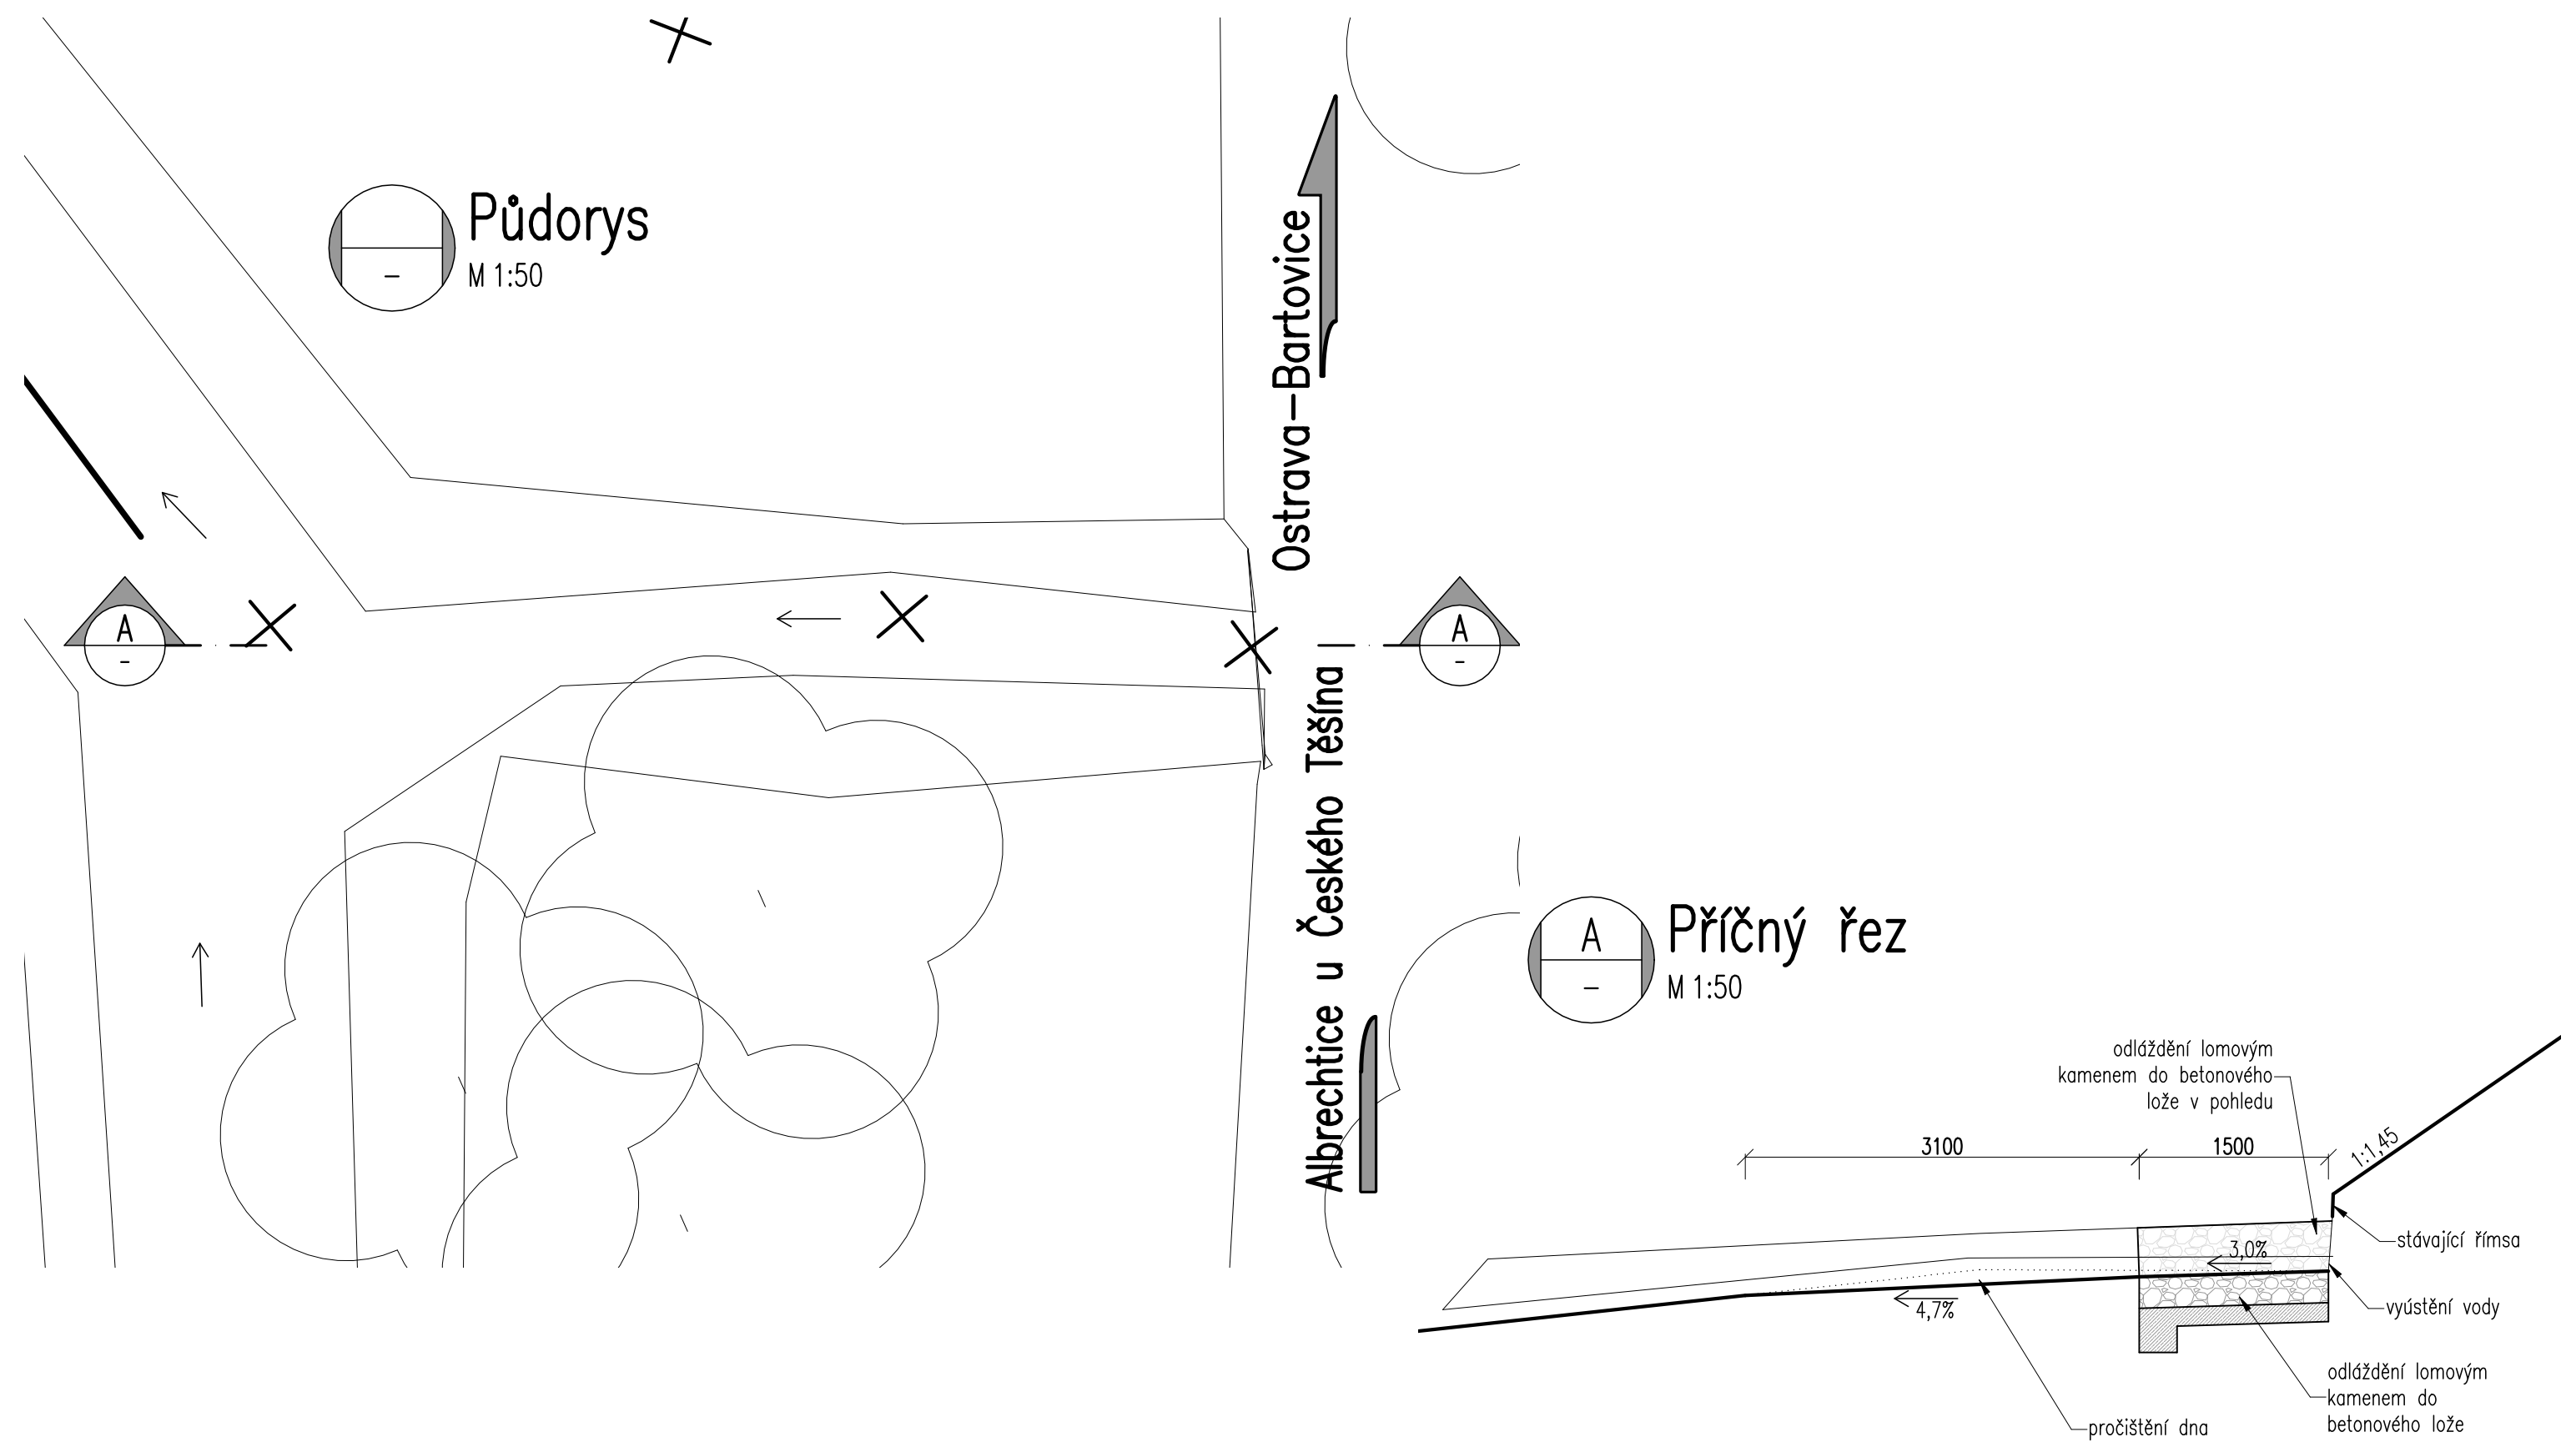 Půdorys
M 1:50
Ostrava-Bartovice
A
-
A
-
-
Albrechtice u Českého Těšína
A
-
Příčný řez
M 1:50
odláždění lomovým
kamenem do betonového
lože v pohledu
3100
1500
1:1,45
stávající římsa
3,0%
4,7%
vyústění vody
odláždění lomovým
kamenem do
betonového lože
pročištění dna